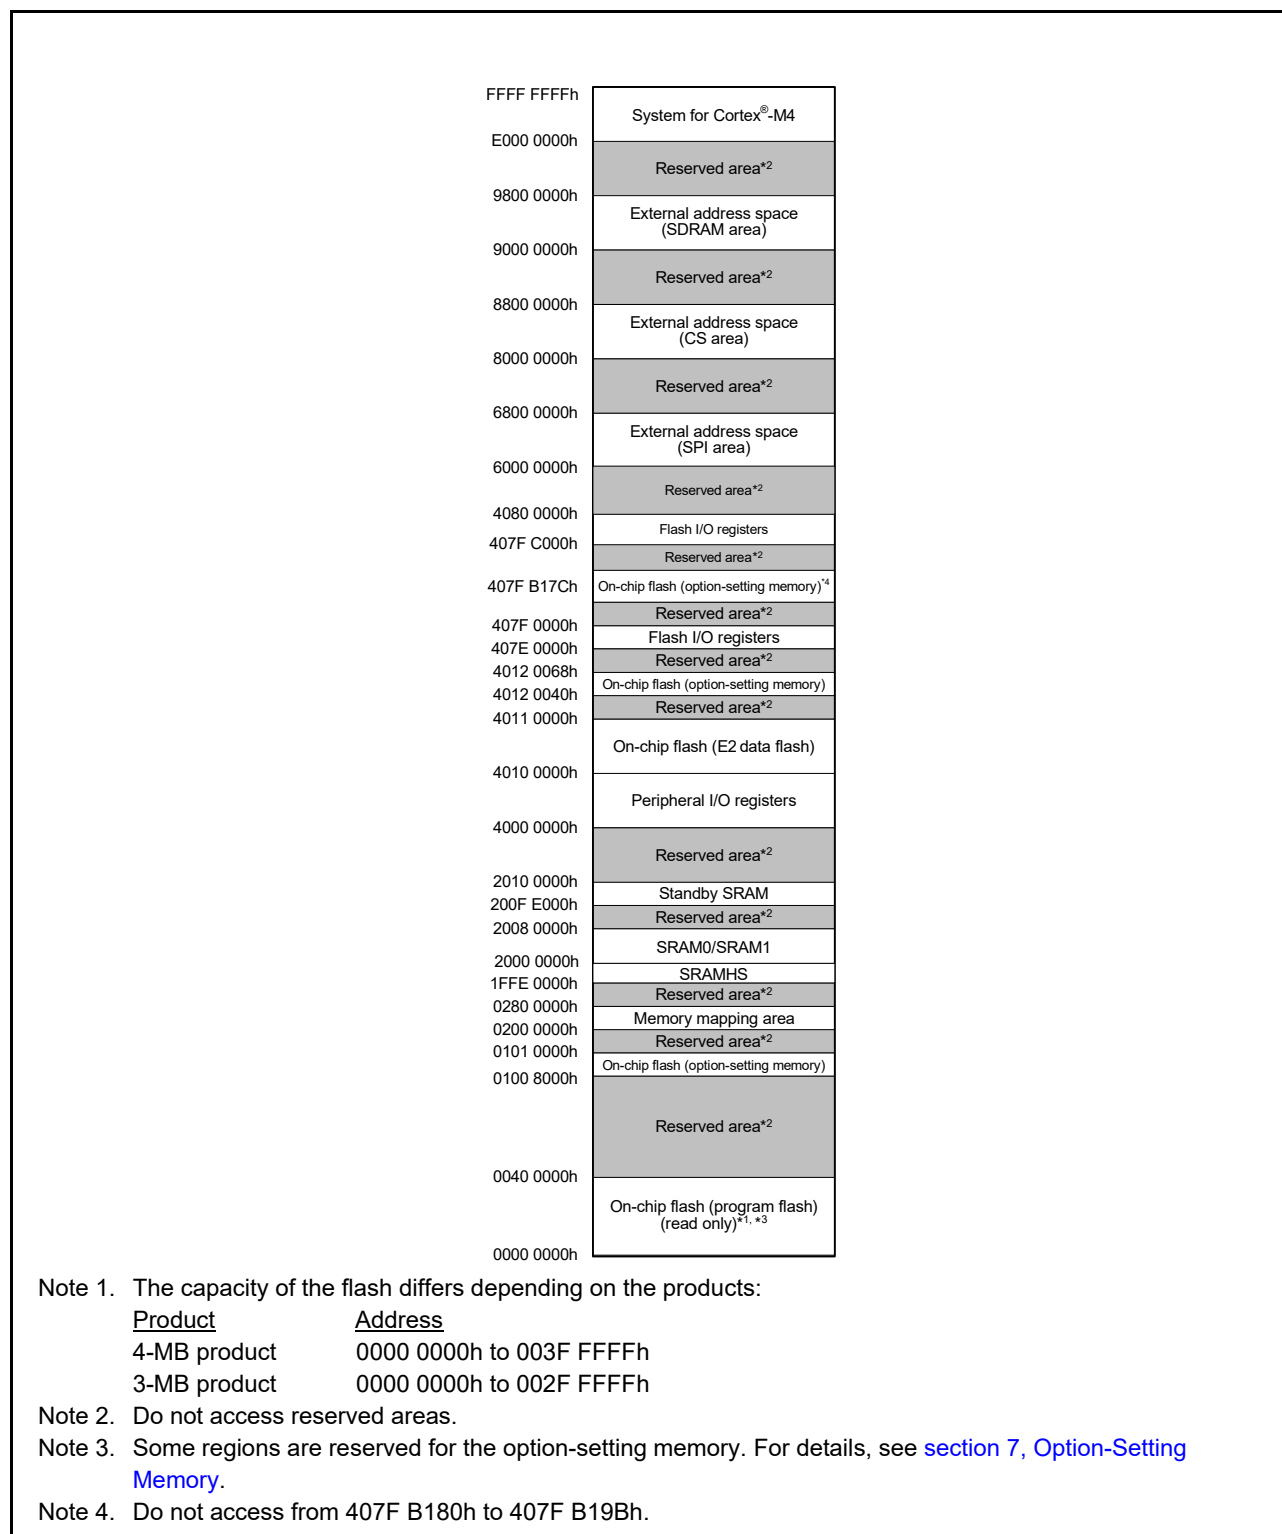 FFFF FFFFh
System for Cortex®-M4
E000 0000h
Reserved area*2
9800 0000h
External address space
(SDRAM area)
9000 0000h
Reserved area*2
8800 0000h
External address space
(CS area)
8000 0000h
Reserved area*2
6800 0000h
External address space
(SPI area)
6000 0000h
Reserved area*2
4080 0000h
Flash I/O registers
407F C000h
Reserved area*2
407F B17Ch
On-chip flash (option-setting memory)*4
Reserved area*2
407F 0000h
Flash I/O registers
407E 0000h
Reserved area*2
4012 0068h
On-chip flash (option-setting memory)
4012 0040h
Reserved area*2
4011 0000h
On-chip flash (E2 data flash)
4010 0000h
Peripheral I/O registers
4000 0000h
Reserved area*2
2010 0000h
Standby SRAM
200F E000h
Reserved area*2
2008 0000h
SRAM0/SRAM1
2000 0000h
SRAMHS
1FFE 0000h
Reserved area*2
0280 0000h
Memory mapping area
0200 0000h
Reserved area*2
0101 0000h
On-chip flash (option-setting memory)
0100 8000h
Reserved area*2
0040 0000h
On-chip flash (program flash)
(read only)*1, *3
0000 0000h
Note 1. The capacity of the flash differs depending on the products:
Product Address
4-MB product 0000 0000h to 003F FFFFh
3-MB product 0000 0000h to 002F FFFFh
Note 2. Do not access reserved areas.
Note 3. Some regions are reserved for the option-setting memory. For details, see section 7, Option-Setting
Memory.
Note 4. Do not access from 407F B180h to 407F B19Bh.